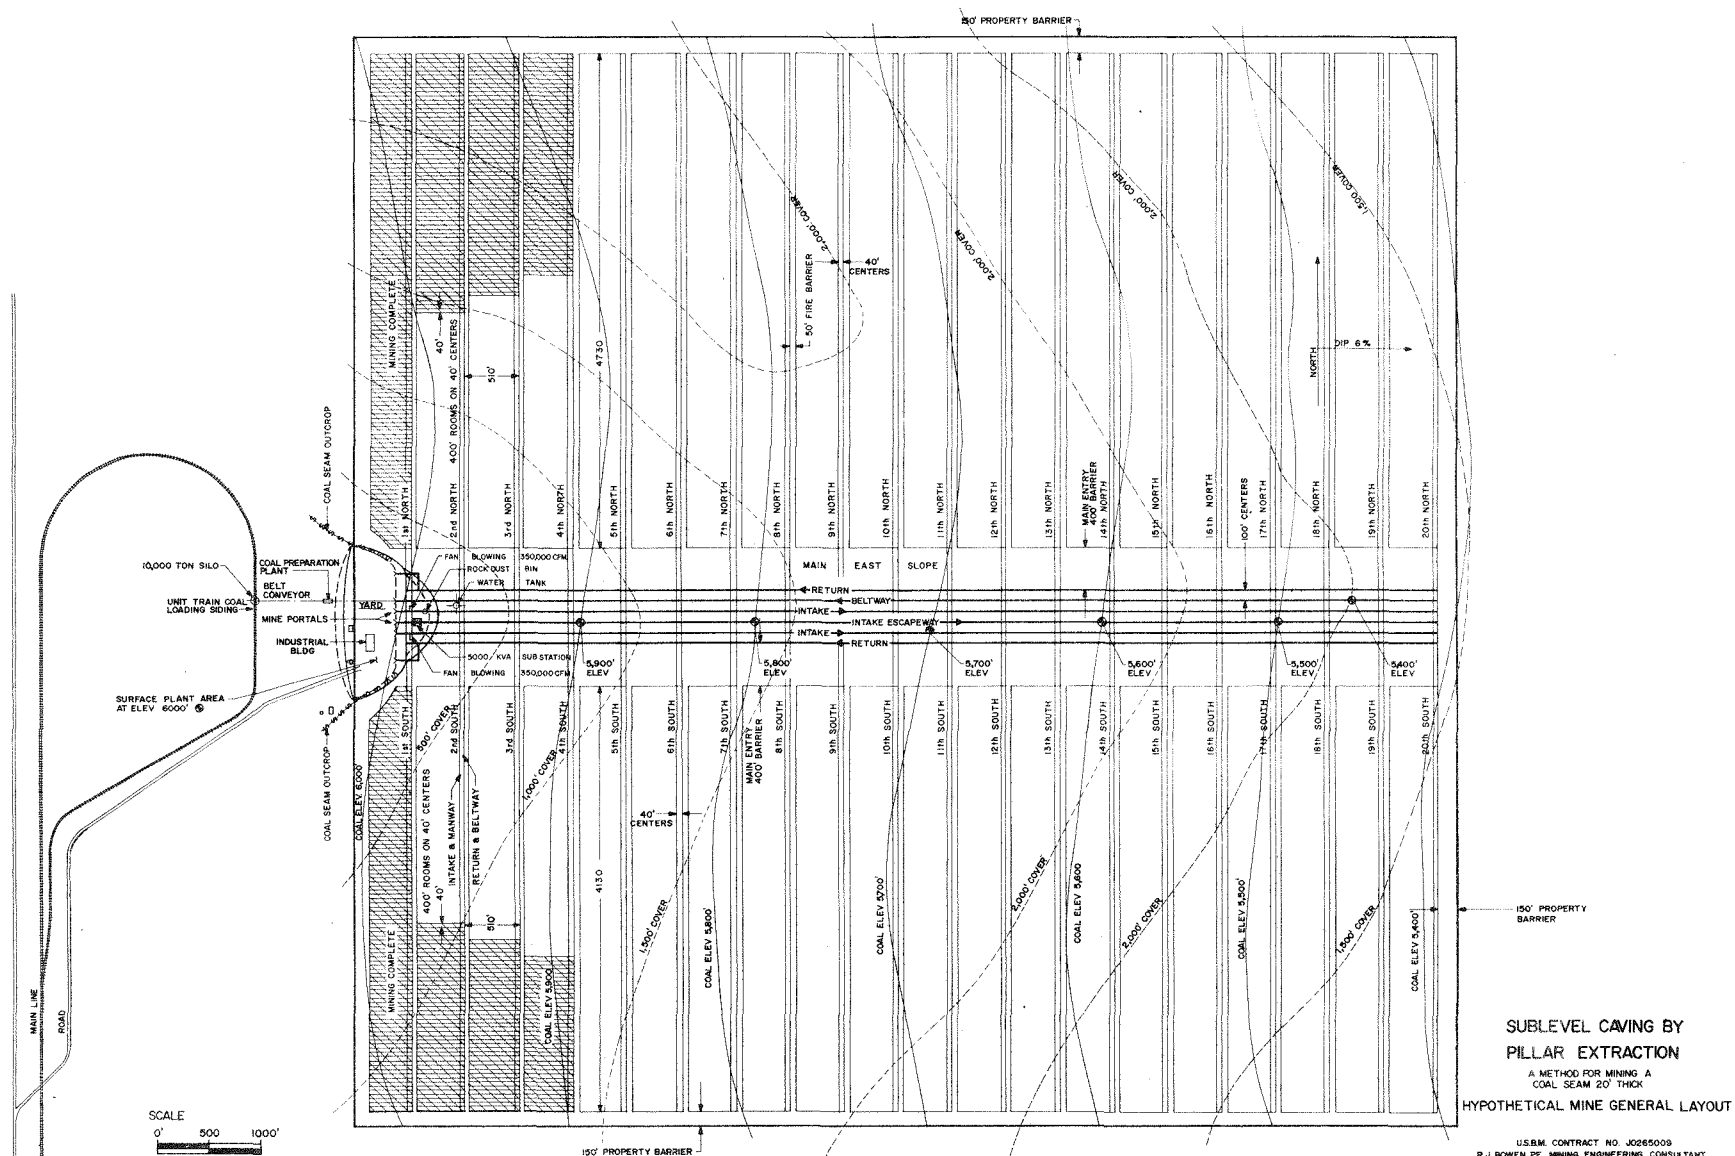 150' PROPERTY BARRIER
2,000' COVER
2,000' COVER
2,000' COVER
1,500' COVER
40'
CENTERS
50' FIRE BARRIER
MINING COMPLETE
40'
400' ROOMS ON 40' CENTERS
510'
4730
NORTH
DIP 6%
COAL SEAM OUTCROP
1st NORTH
2nd NORTH
3rd NORTH
4th NORTH
5th NORTH
6th NORTH
7th NORTH
8th NORTH
9th NORTH
10th NORTH
11th NORTH
12th NORTH
13th NORTH
MAIN ENTRY
400' BARRIER
14th NORTH
15th NORTH
16th NORTH
100' CENTERS
17th NORTH
18th NORTH
19th NORTH
20th NORTH
10,000 TON SILO
COAL PREPARATION
PLANT
BELT
CONVEYOR
UNIT TRAIN COAL
LOADING SIDING
YARD
MINE PORTALS
INDUSTRIAL
BLDG
SURFACE PLANT AREA
AT ELEV 6000'
FAN BLOWING 350,000 CFM
ROCK DUST BIN
WATER TANK
MAIN EAST SLOPE
RETURN
BELTWAY
INTAKE
INTAKE ESCAPEWAY
INTAKE
RETURN
5000 KVA SUBSTATION
FAN BLOWING 350,000 CFM
5,900'
ELEV
5,800'
ELEV
5,700'
ELEV
5,600'
ELEV
5,500'
ELEV
5,400'
ELEV
COAL SEAM OUTCROP
COAL ELEV 6,000'
1st SOUTH
500' COVER
2nd SOUTH
3rd SOUTH
4th SOUTH
5th SOUTH
6th SOUTH
7th SOUTH
MAIN ENTRY
400' BARRIER
8th SOUTH
9th SOUTH
10th SOUTH
11th SOUTH
12th SOUTH
13th SOUTH
14th SOUTH
15th SOUTH
16th SOUTH
17th SOUTH
18th SOUTH
19th SOUTH
20th SOUTH
1,000' COVER
400' ROOMS ON 40' CENTERS
40'
INTAKE & MANWAY
RETURN & BELTWAY
510'
40'
CENTERS
4130
MINING COMPLETE
COAL ELEV 5,900'
1,500' COVER
COAL ELEV 5,800'
COAL ELEV 5,700'
2,000' COVER
COAL ELEV 5,600
2,000' COVER
COAL ELEV 5,500'
1,500' COVER
COAL ELEV 5,400'
150' PROPERTY
BARRIER
MAIN LINE
ROAD
SCALE
0' 500 1000'
150' PROPERTY BARRIER
SUBLEVEL CAVING BY
PILLAR EXTRACTION
A METHOD FOR MINING A
COAL SEAM 20' THICK
HYPOTHETICAL MINE GENERAL LAYOUT
U.S.B.M. CONTRACT NO. J0265009
R.J. BOWEN P.E. MINING ENGINEERING CONSULTANT